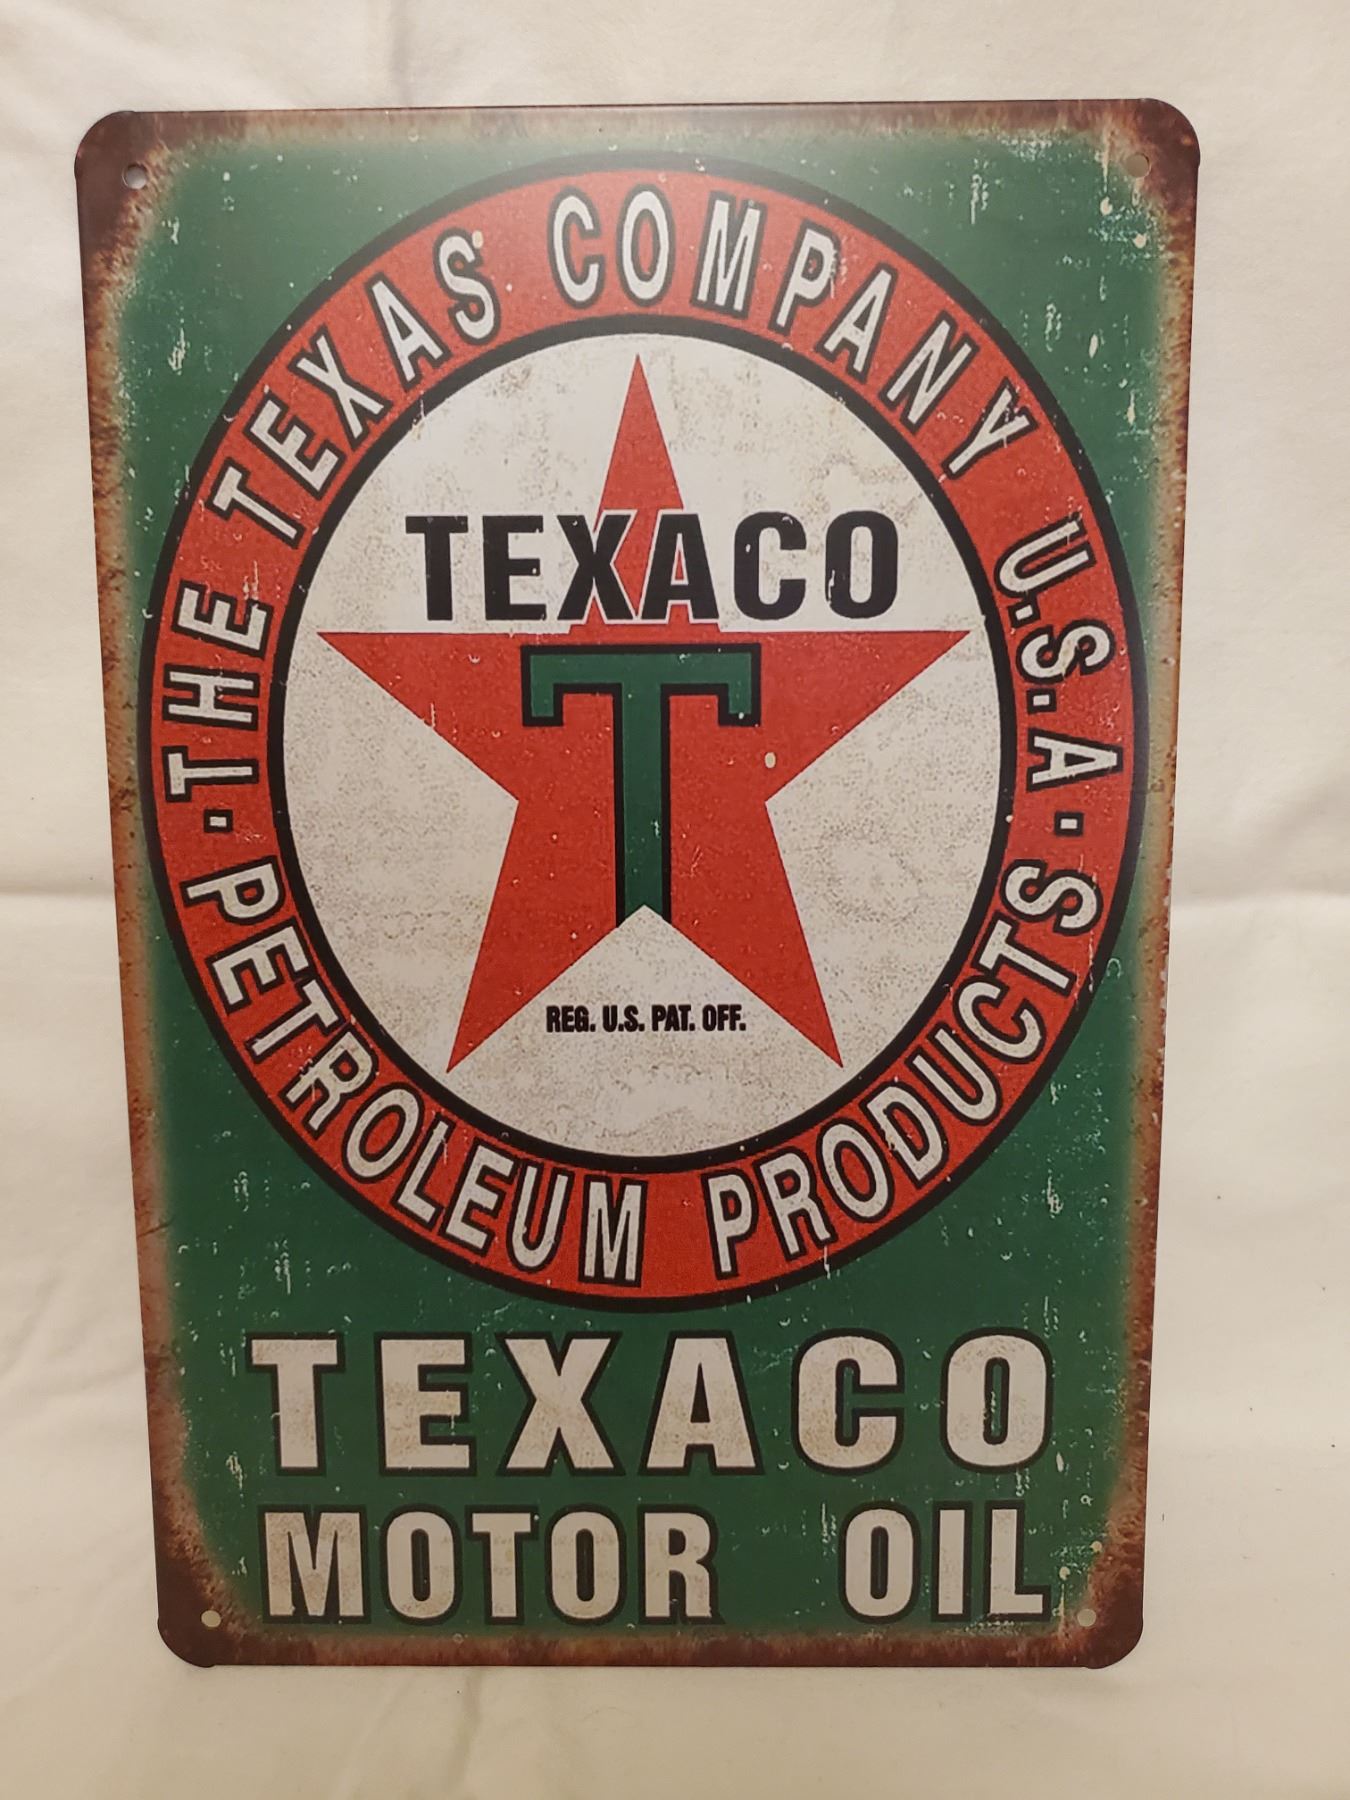 ·THE TEXAS COMPANY U.S.A·
TEXACO
T
REG. U.S. PAT. OFF.
PETROLEUM PRODUCTS
TEXACO
MOTOR OIL